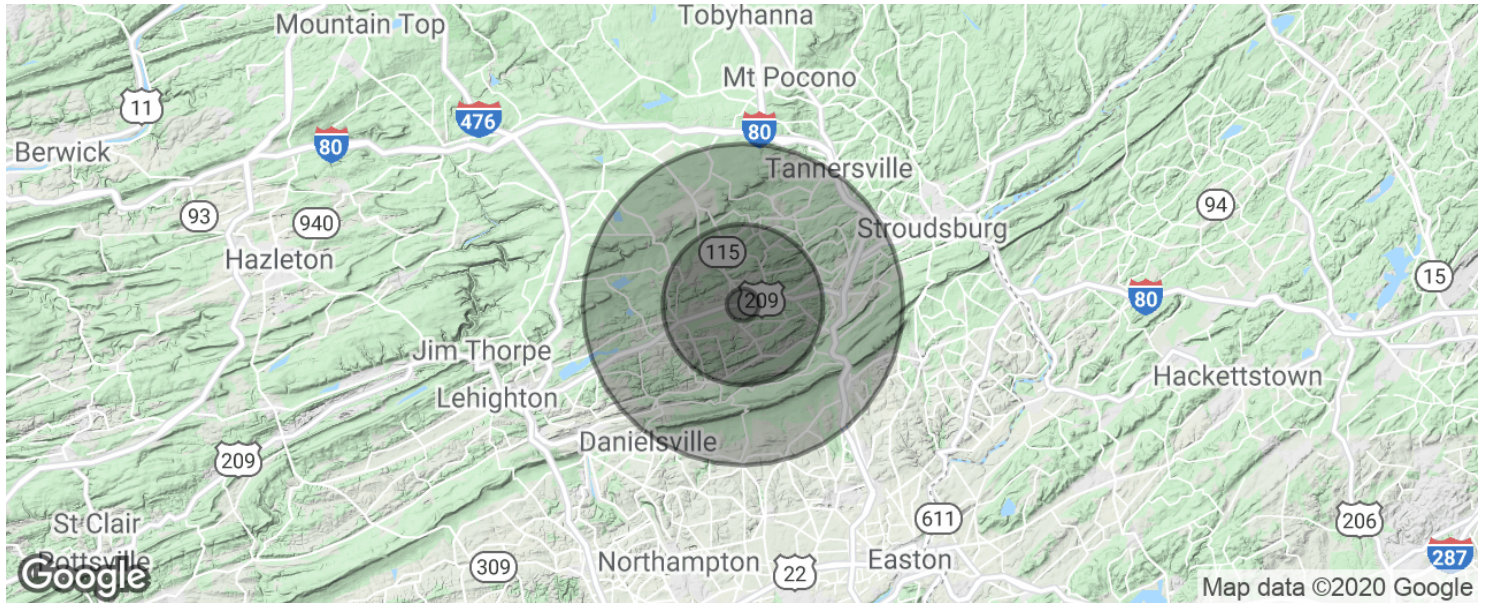 Tobyhanna
Mountain Top
Mt Pocono
11
476
80
80
Berwick
Tannersville
93
940
94
Stroudsburg
115
Hazleton
15
209
80
Jim Thorpe
Hackettstown
Lehighton
Danielsville
209
611
206
St Clair
Pottsville
287
Northampton
Easton
309
22
Google
Map data ©2020 Google